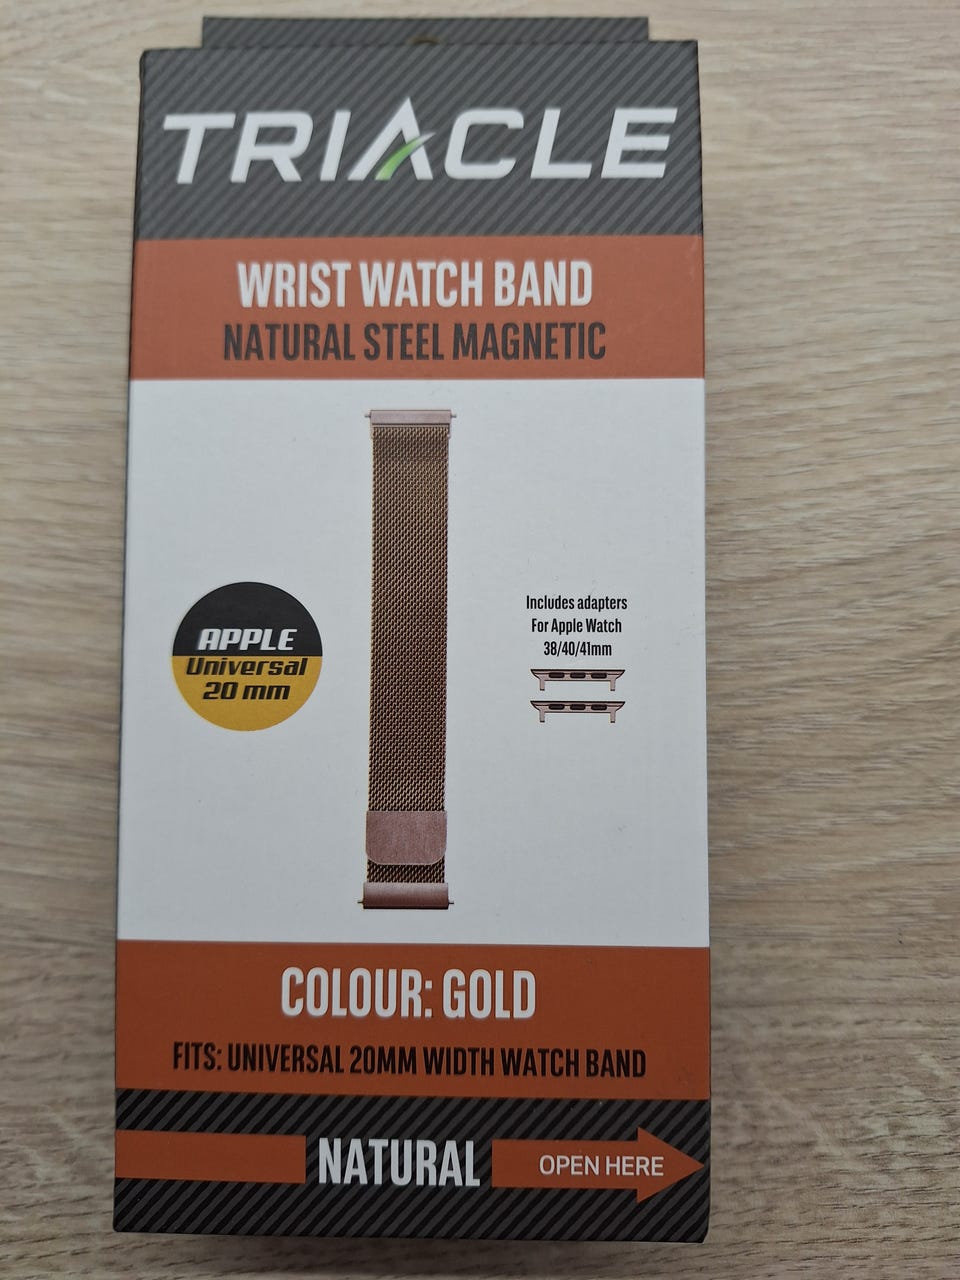 TRIACLE
WRIST WATCH BAND
NATURAL STEEL MAGNETIC
APPLE
Universal
20 mm
Includes adapters
For Apple Watch
38/40/41mm
COLOUR: GOLD
FITS: UNIVERSAL 20MM WIDTH WATCH BAND
NATURAL
OPEN HERE